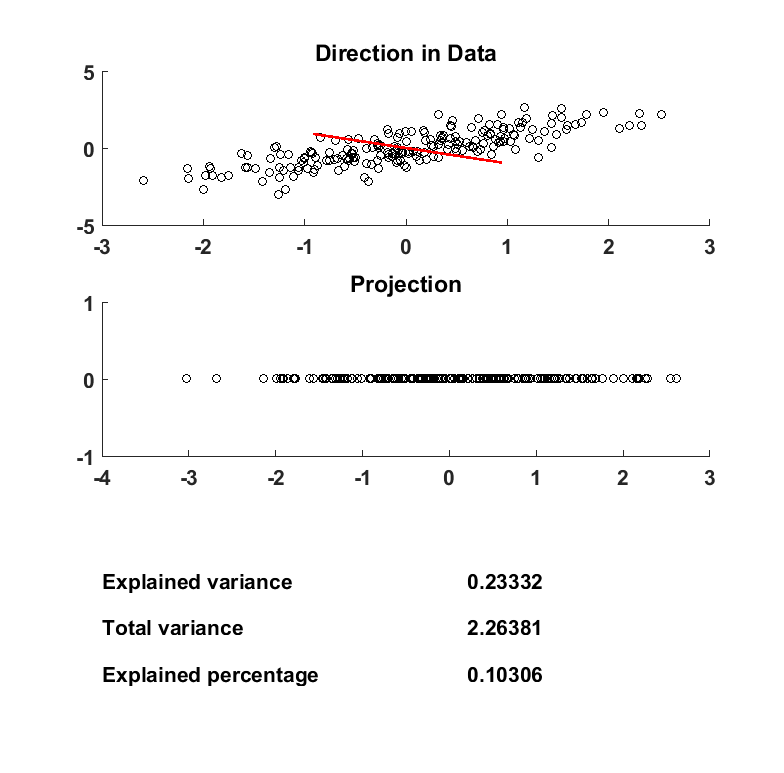 Direction in Data
5
0
-5
-3 -2 -1 0 1 2 3
Projection
1
0
-1
-4 -3 -2 -1 0 1 2 3
Explained variance 0.23332
Total variance 2.26381
Explained percentage 0.10306